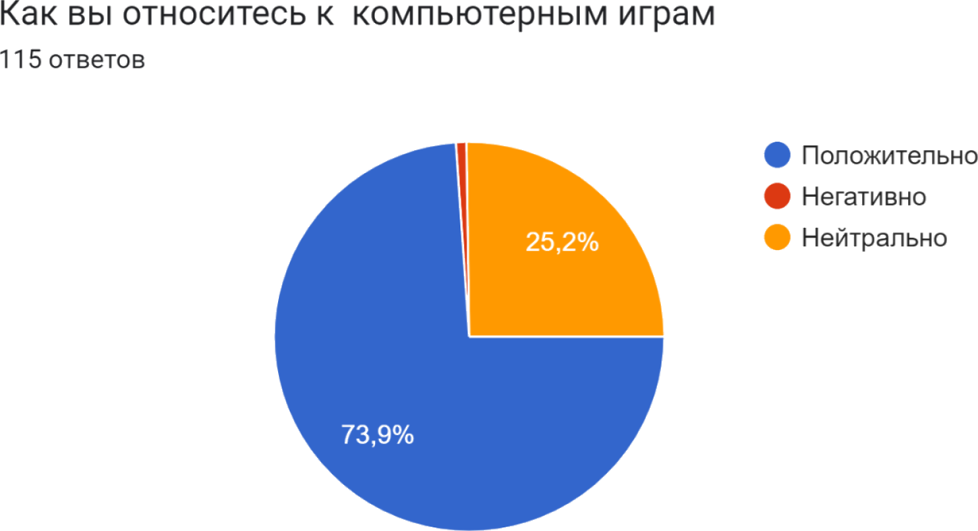 Как вы относитесь к  компьютерным играм
115 ответов
Положительно
Негативно
Нейтрально
25,2%
73,9%